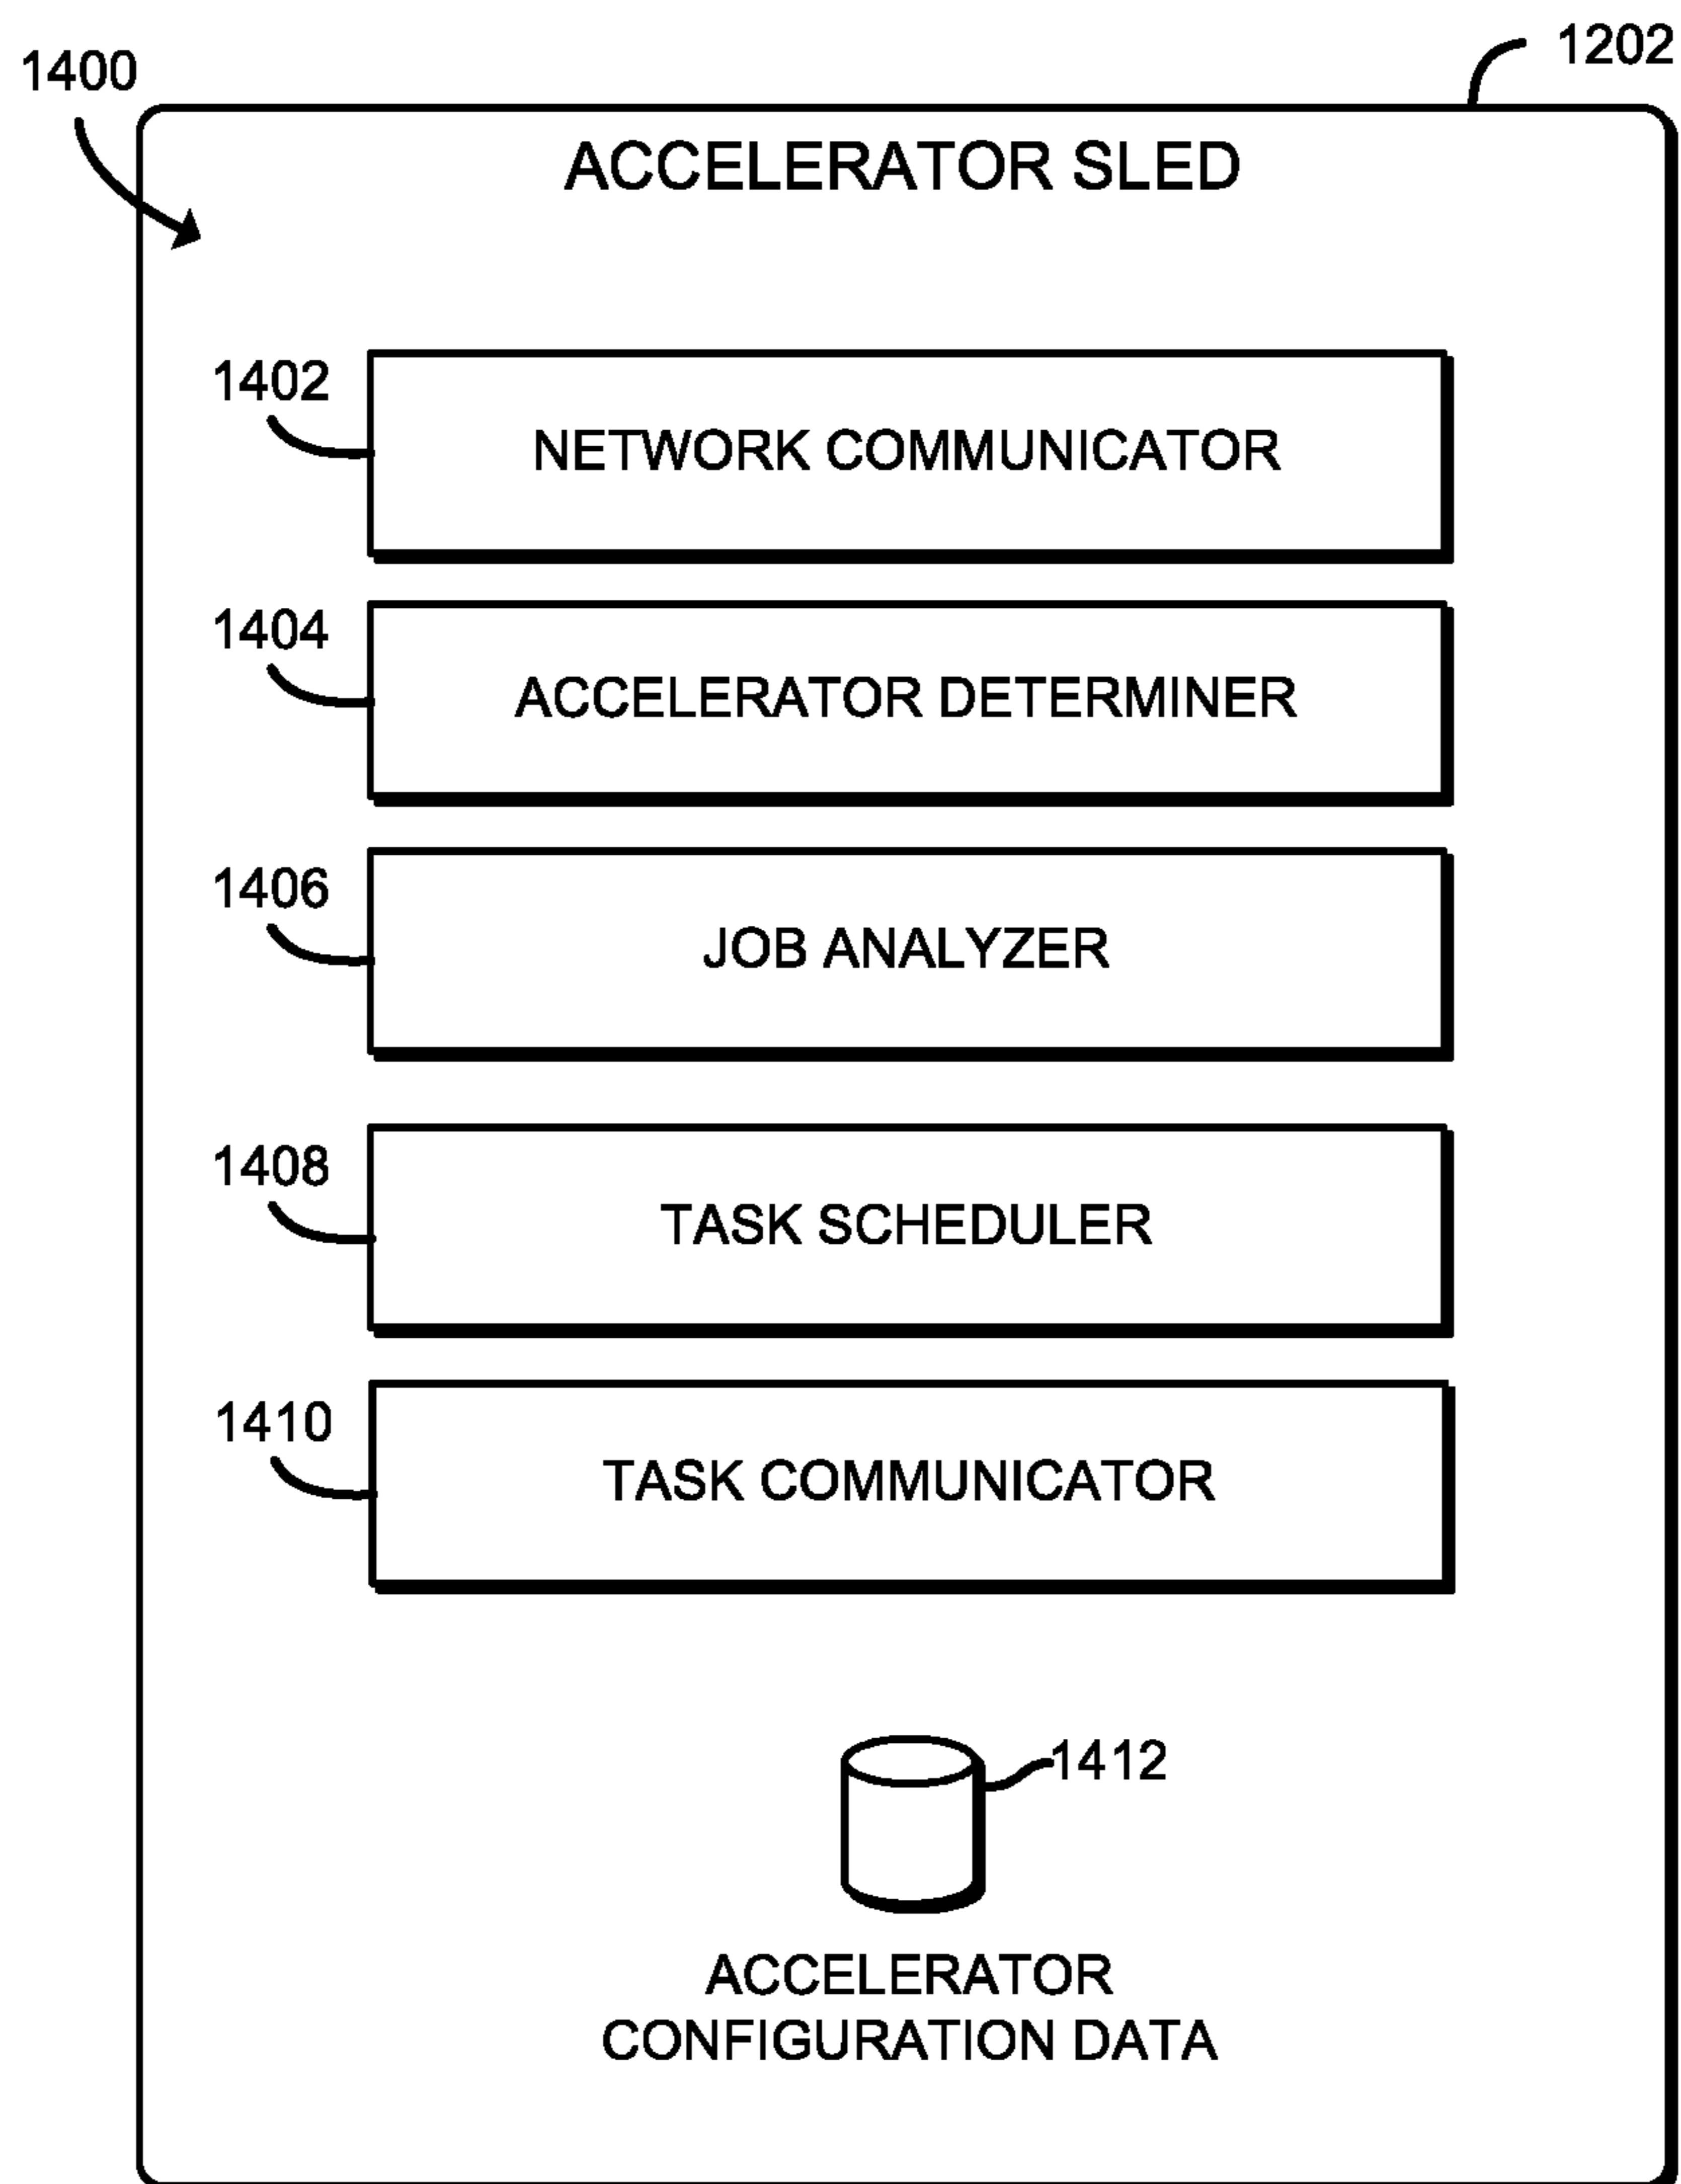 1400
1202
ACCELERATOR SLED
1402
NETWORK COMMUNICATOR
1404
ACCELERATOR DETERMINER
1406
JOB ANALYZER
1408
TASK SCHEDULER
1410
TASK COMMUNICATOR
1412
ACCELERATOR
CONFIGURATION DATA